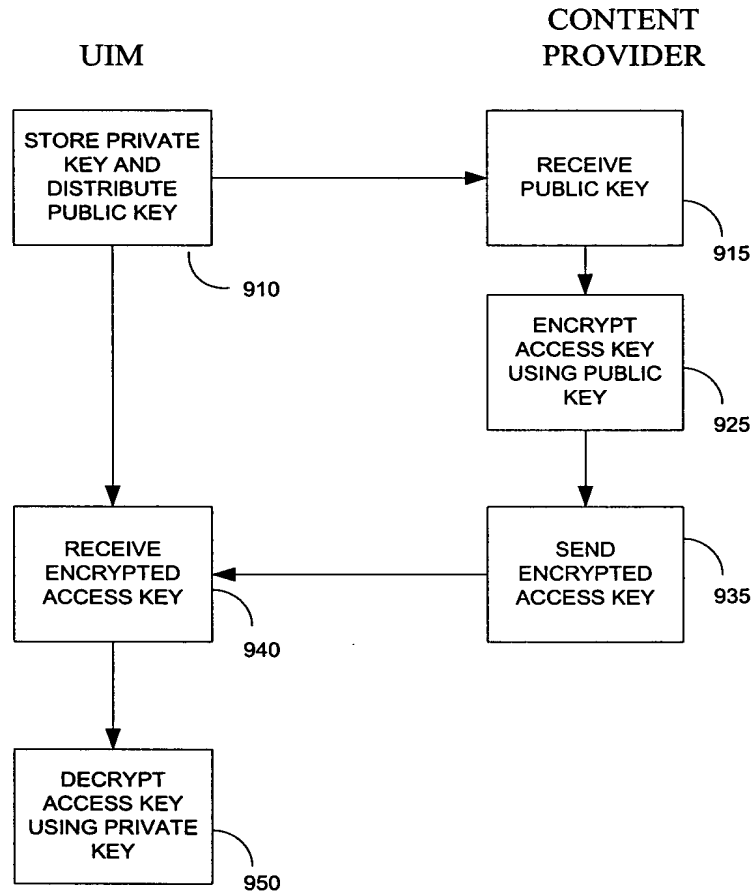 UIM
CONTENT
PROVIDER
STORE PRIVATE
KEY AND
DISTRIBUTE
PUBLIC KEY
910
RECEIVE
PUBLIC KEY
915
ENCRYPT
ACCESS KEY
USING PUBLIC
KEY
925
RECEIVE
ENCRYPTED
ACCESS KEY
940
SEND
ENCRYPTED
ACCESS KEY
935
DECRYPT
ACCESS KEY
USING PRIVATE
KEY
950